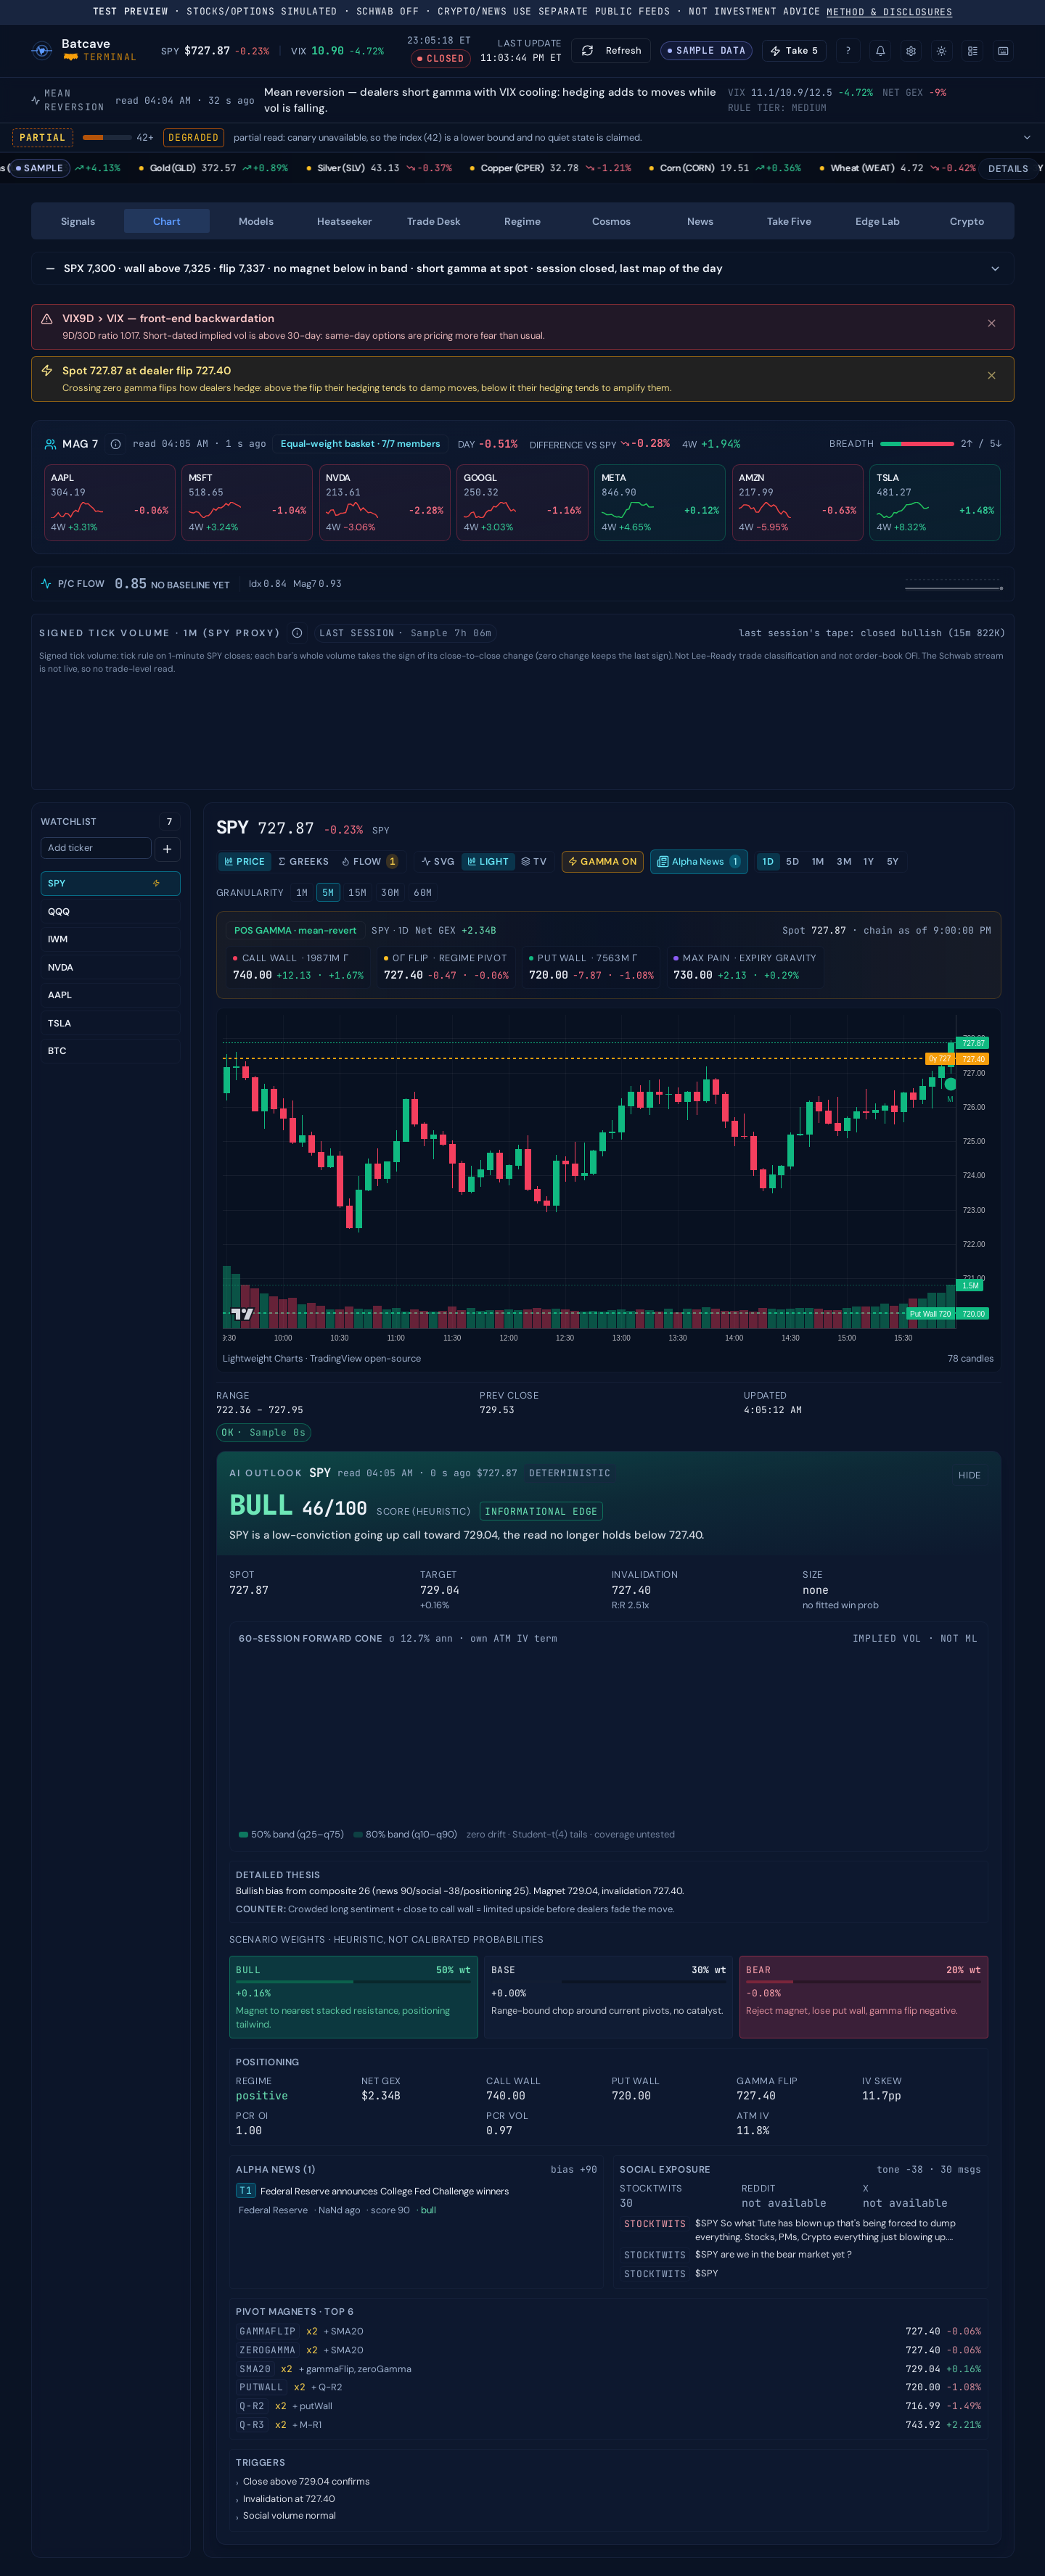 TEST PREVIEW · STOCKS/OPTIONS SIMULATED · SCHWAB OFF · CRYPTO/NEWS USE SEPARATE PUBLIC FEEDS · NOT INVESTMENT ADVICE METHOD & DISCLOSURES
Batcave
TERMINAL
SPY $727.87 -0.23%
VIX 10.90 -4.72%
23:05:18 ET
CLOSED
LAST UPDATE
11:03:44 PM ET
Refresh
SAMPLE DATA
Take 5
?
MEAN REVERSION
read 04:04 AM · 32 s ago
Mean reversion — dealers short gamma with VIX cooling: hedging adds to moves while vol is falling.
VIX 11.1/10.9/12.5 -4.72% NET GEX -9%
RULE TIER: MEDIUM
PARTIAL 42+ DEGRADED partial read: canary unavailable, so the index (42) is a lower bound and no quiet state is claimed.
SAMPLE +4.13% Gold (GLD) 372.57 +0.89% Silver (SLV) 43.13 -0.37% Copper (CPER) 32.78 -1.21% Corn (CORN) 19.51 +0.36% Wheat (WEAT) 4.72 -0.42% DETAILS
Signals Chart Models Heatseeker Trade Desk Regime Cosmos News Take Five Edge Lab Crypto
— SPX 7,300 · wall above 7,325 · flip 7,337 · no magnet below in band · short gamma at spot · session closed, last map of the day
VIX9D > VIX — front-end backwardation
9D/30D ratio 1.017. Short-dated implied vol is above 30-day: same-day options are pricing more fear than usual.
Spot 727.87 at dealer flip 727.40
Crossing zero gamma flips how dealers hedge: above the flip their hedging tends to damp moves, below it their hedging tends to amplify them.
MAG 7 read 04:05 AM · 1 s ago Equal-weight basket · 7/7 members DAY -0.51% DIFFERENCE VS SPY -0.28% 4W +1.94% BREADTH 2↑ / 5↓
AAPL
304.19
-0.06%
4W +3.31%
MSFT
518.65
-1.04%
4W +3.24%
NVDA
213.61
-2.28%
4W -3.06%
GOOGL
250.32
-1.16%
4W +3.03%
META
846.90
+0.12%
4W +4.65%
AMZN
217.99
-0.63%
4W -5.95%
TSLA
481.27
+1.48%
4W +8.32%
P/C FLOW 0.85 NO BASELINE YET Idx 0.84 Mag7 0.93
SIGNED TICK VOLUME · 1M (SPY PROXY) LAST SESSION · Sample 7h 06m last session's tape: closed bullish (15m 822K)
Signed tick volume: tick rule on 1-minute SPY closes; each bar's whole volume takes the sign of its close-to-close change (zero change keeps the last sign). Not Lee-Ready trade classification and not order-book OFI. The Schwab stream
is not live, so no trade-level read.
WATCHLIST 7
Add ticker +
SPY
QQQ
IWM
NVDA
AAPL
TSLA
BTC
SPY 727.87 -0.23% SPY
PRICE GREEKS FLOW 1 SVG LIGHT TV GAMMA ON Alpha News 1 1D 5D 1M 3M 1Y 5Y
GRANULARITY 1M 5M 15M 30M 60M
POS GAMMA · mean-revert SPY · 1D Net GEX +2.34B Spot 727.87 · chain as of 9:00:00 PM
CALL WALL · 19871M Γ
740.00 +12.13 · +1.67%
0Γ FLIP · REGIME PIVOT
727.40 -0.47 · -0.06%
PUT WALL · 7563M Γ
720.00 -7.87 · -1.08%
MAX PAIN · EXPIRY GRAVITY
730.00 +2.13 · +0.29%
727.87
0γ 727 727.40
727.00
M
726.00
725.00
724.00
723.00
722.00
721.00
1.5M
Put Wall 720 720.00
9:30 10:00 10:30 11:00 11:30 12:00 12:30 13:00 13:30 14:00 14:30 15:00 15:30
Lightweight Charts · TradingView open-source 78 candles
RANGE
722.36 – 727.95
PREV CLOSE
729.53
UPDATED
4:05:12 AM
OK · Sample 0s
AI OUTLOOK SPY read 04:05 AM · 0 s ago $727.87 DETERMINISTIC HIDE
BULL 46/100 SCORE (HEURISTIC) INFORMATIONAL EDGE
SPY is a low-conviction going up call toward 729.04, the read no longer holds below 727.40.
SPOT
727.87
TARGET
729.04
+0.16%
INVALIDATION
727.40
R:R 2.51x
SIZE
none
no fitted win prob
60-SESSION FORWARD CONE σ 12.7% ann · own ATM IV term IMPLIED VOL · NOT ML
50% band (q25–q75) 80% band (q10–q90) zero drift · Student-t(4) tails · coverage untested
DETAILED THESIS
Bullish bias from composite 26 (news 90/social -38/positioning 25). Magnet 729.04, invalidation 727.40.
COUNTER: Crowded long sentiment + close to call wall = limited upside before dealers fade the move.
SCENARIO WEIGHTS · HEURISTIC, NOT CALIBRATED PROBABILITIES
BULL 50% wt
+0.16%
Magnet to nearest stacked resistance, positioning tailwind.
BASE 30% wt
+0.00%
Range-bound chop around current pivots, no catalyst.
BEAR 20% wt
-0.08%
Reject magnet, lose put wall, gamma flip negative.
POSITIONING
REGIME
positive
NET GEX
$2.34B
CALL WALL
740.00
PUT WALL
720.00
GAMMA FLIP
727.40
IV SKEW
11.7pp
PCR OI
1.00
PCR VOL
0.97
ATM IV
11.8%
ALPHA NEWS (1) bias +90
T1 Federal Reserve announces College Fed Challenge winners
Federal Reserve · NaNd ago · score 90 · bull
SOCIAL EXPOSURE tone -38 · 30 msgs
STOCKTWITS
30
REDDIT
not available
X
not available
STOCKTWITS $SPY So what Tute has blown up that's being forced to dump everything. Stocks, PMs, Crypto everything just blowing up.…
STOCKTWITS $SPY are we in the bear market yet ?
STOCKTWITS $SPY
PIVOT MAGNETS · TOP 6
GAMMAFLIP x2 + SMA20 727.40 -0.06%
ZEROGAMMA x2 + SMA20 727.40 -0.06%
SMA20 x2 + gammaFlip, zeroGamma 729.04 +0.16%
PUTWALL x2 + Q-R2 720.00 -1.08%
Q-R2 x2 + putWall 716.99 -1.49%
Q-R3 x2 + M-R1 743.92 +2.21%
TRIGGERS
› Close above 729.04 confirms
› Invalidation at 727.40
› Social volume normal